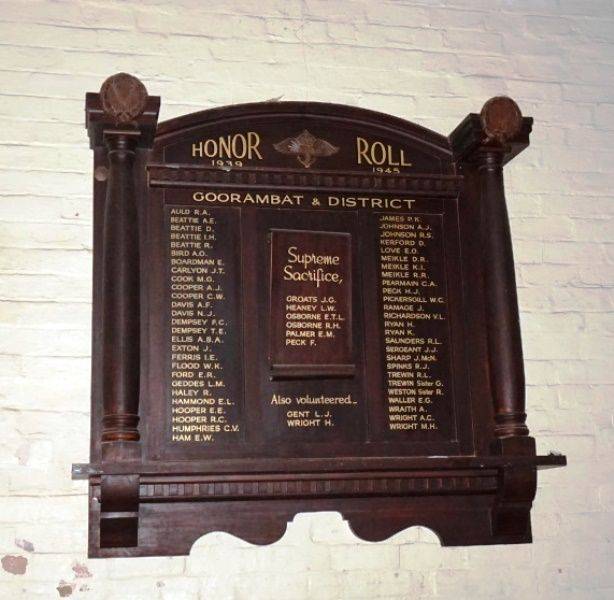 HONOR ROLL
1939 1945
GOORAMBAT & DISTRICT
AULD R.A.
BEATTIE A.E.
BEATTIE D.
BEATTIE I.H.
BEATTIE R.
BIRD A.O.
BOARDMAN E.
CARLYON J.T.
COOK M.G.
COOPER A.J.
COOPER C.W.
DAVIS A.F.
DAVIS N.J.
DEMPSEY F.C.
DEMPSEY T.E.
ELLIS A.B.A.
EXTON J.
FERRIS I.E.
FLOOD W.K.
FORD E.R.
GEDDES L.M.
HALEY R.
HAMMOND E.L.
HOOPER E.E.
HOOPER R.C.
HUMPHRIES C.V.
HAM E.W.
Supreme
Sacrifice,
GROATS J.G.
HEANEY L.W.
OSBORNE E.T.L.
OSBORNE R.H.
PALMER E.M.
PECK F.
Also volunteered...
GENT L.J.
WRIGHT H.
JAMES P.K.
JOHNSON A.J.
JOHNSON R.S.
KERFORD D.
LOVE E.O.
MEIKLE D.R.
MEIKLE K.I.
MEIKLE R.R.
PEARMAIN C.A.
PECK H.J.
PICKERSGILL W.C.
RAMAGE J.
RICHARDSON V.L.
RYAN H.
RYAN K.
SAUNDERS R.L.
SERGEANT J.J.
SHARP J.McN.
SPINKS R.J.
TREWIN R.L.
TREWIN Sister G.
WESTON Sister R.
WALLER E.G.
WRAITH A.
WRIGHT A.C.
WRIGHT M.H.